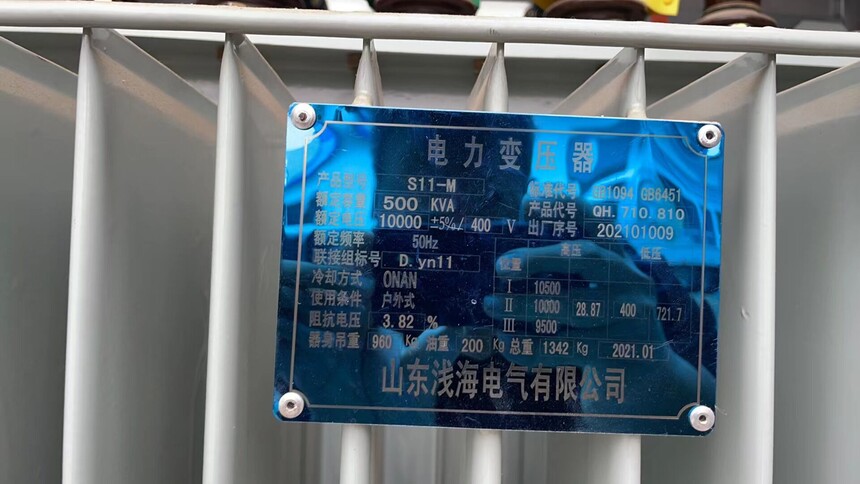 电力变压器
产品型号 S11-M 标准代号 GB1094 GB6451
额定容量 500 KVA 产品代号 QH.710.810
额定电压 10000 ±5%/ 400 V 出厂序号 202101009
额定频率 50Hz 高压 低压
联接组标号 D.yn11 位置
冷却方式 ONAN I 10500
使用条件 户外式 II 10000 28.87 400 721.7
阻抗电压 3.82 % III 9500
器身吊重 960 Kg 油重 200 Kg 总重 1342 Kg 2021.01
山东浅海电气有限公司